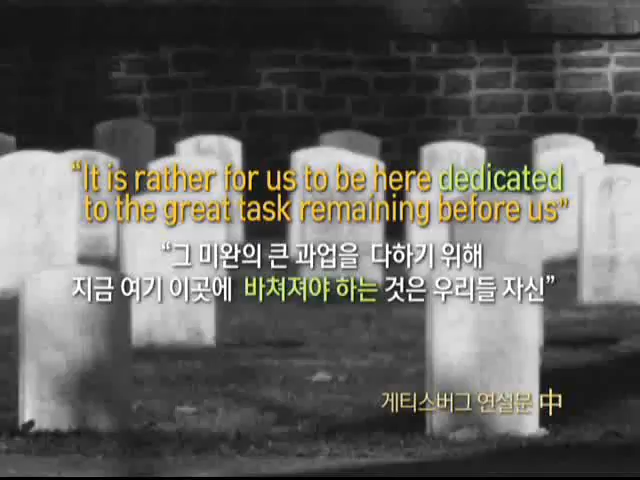 “It is rather for us to be here dedicated
to the great task remaining before us”
“그 미완의 큰 과업을 다하기 위해
지금 여기 이곳에 바쳐져야 하는 것은 우리들 자신”
게티스버그 연설문 中